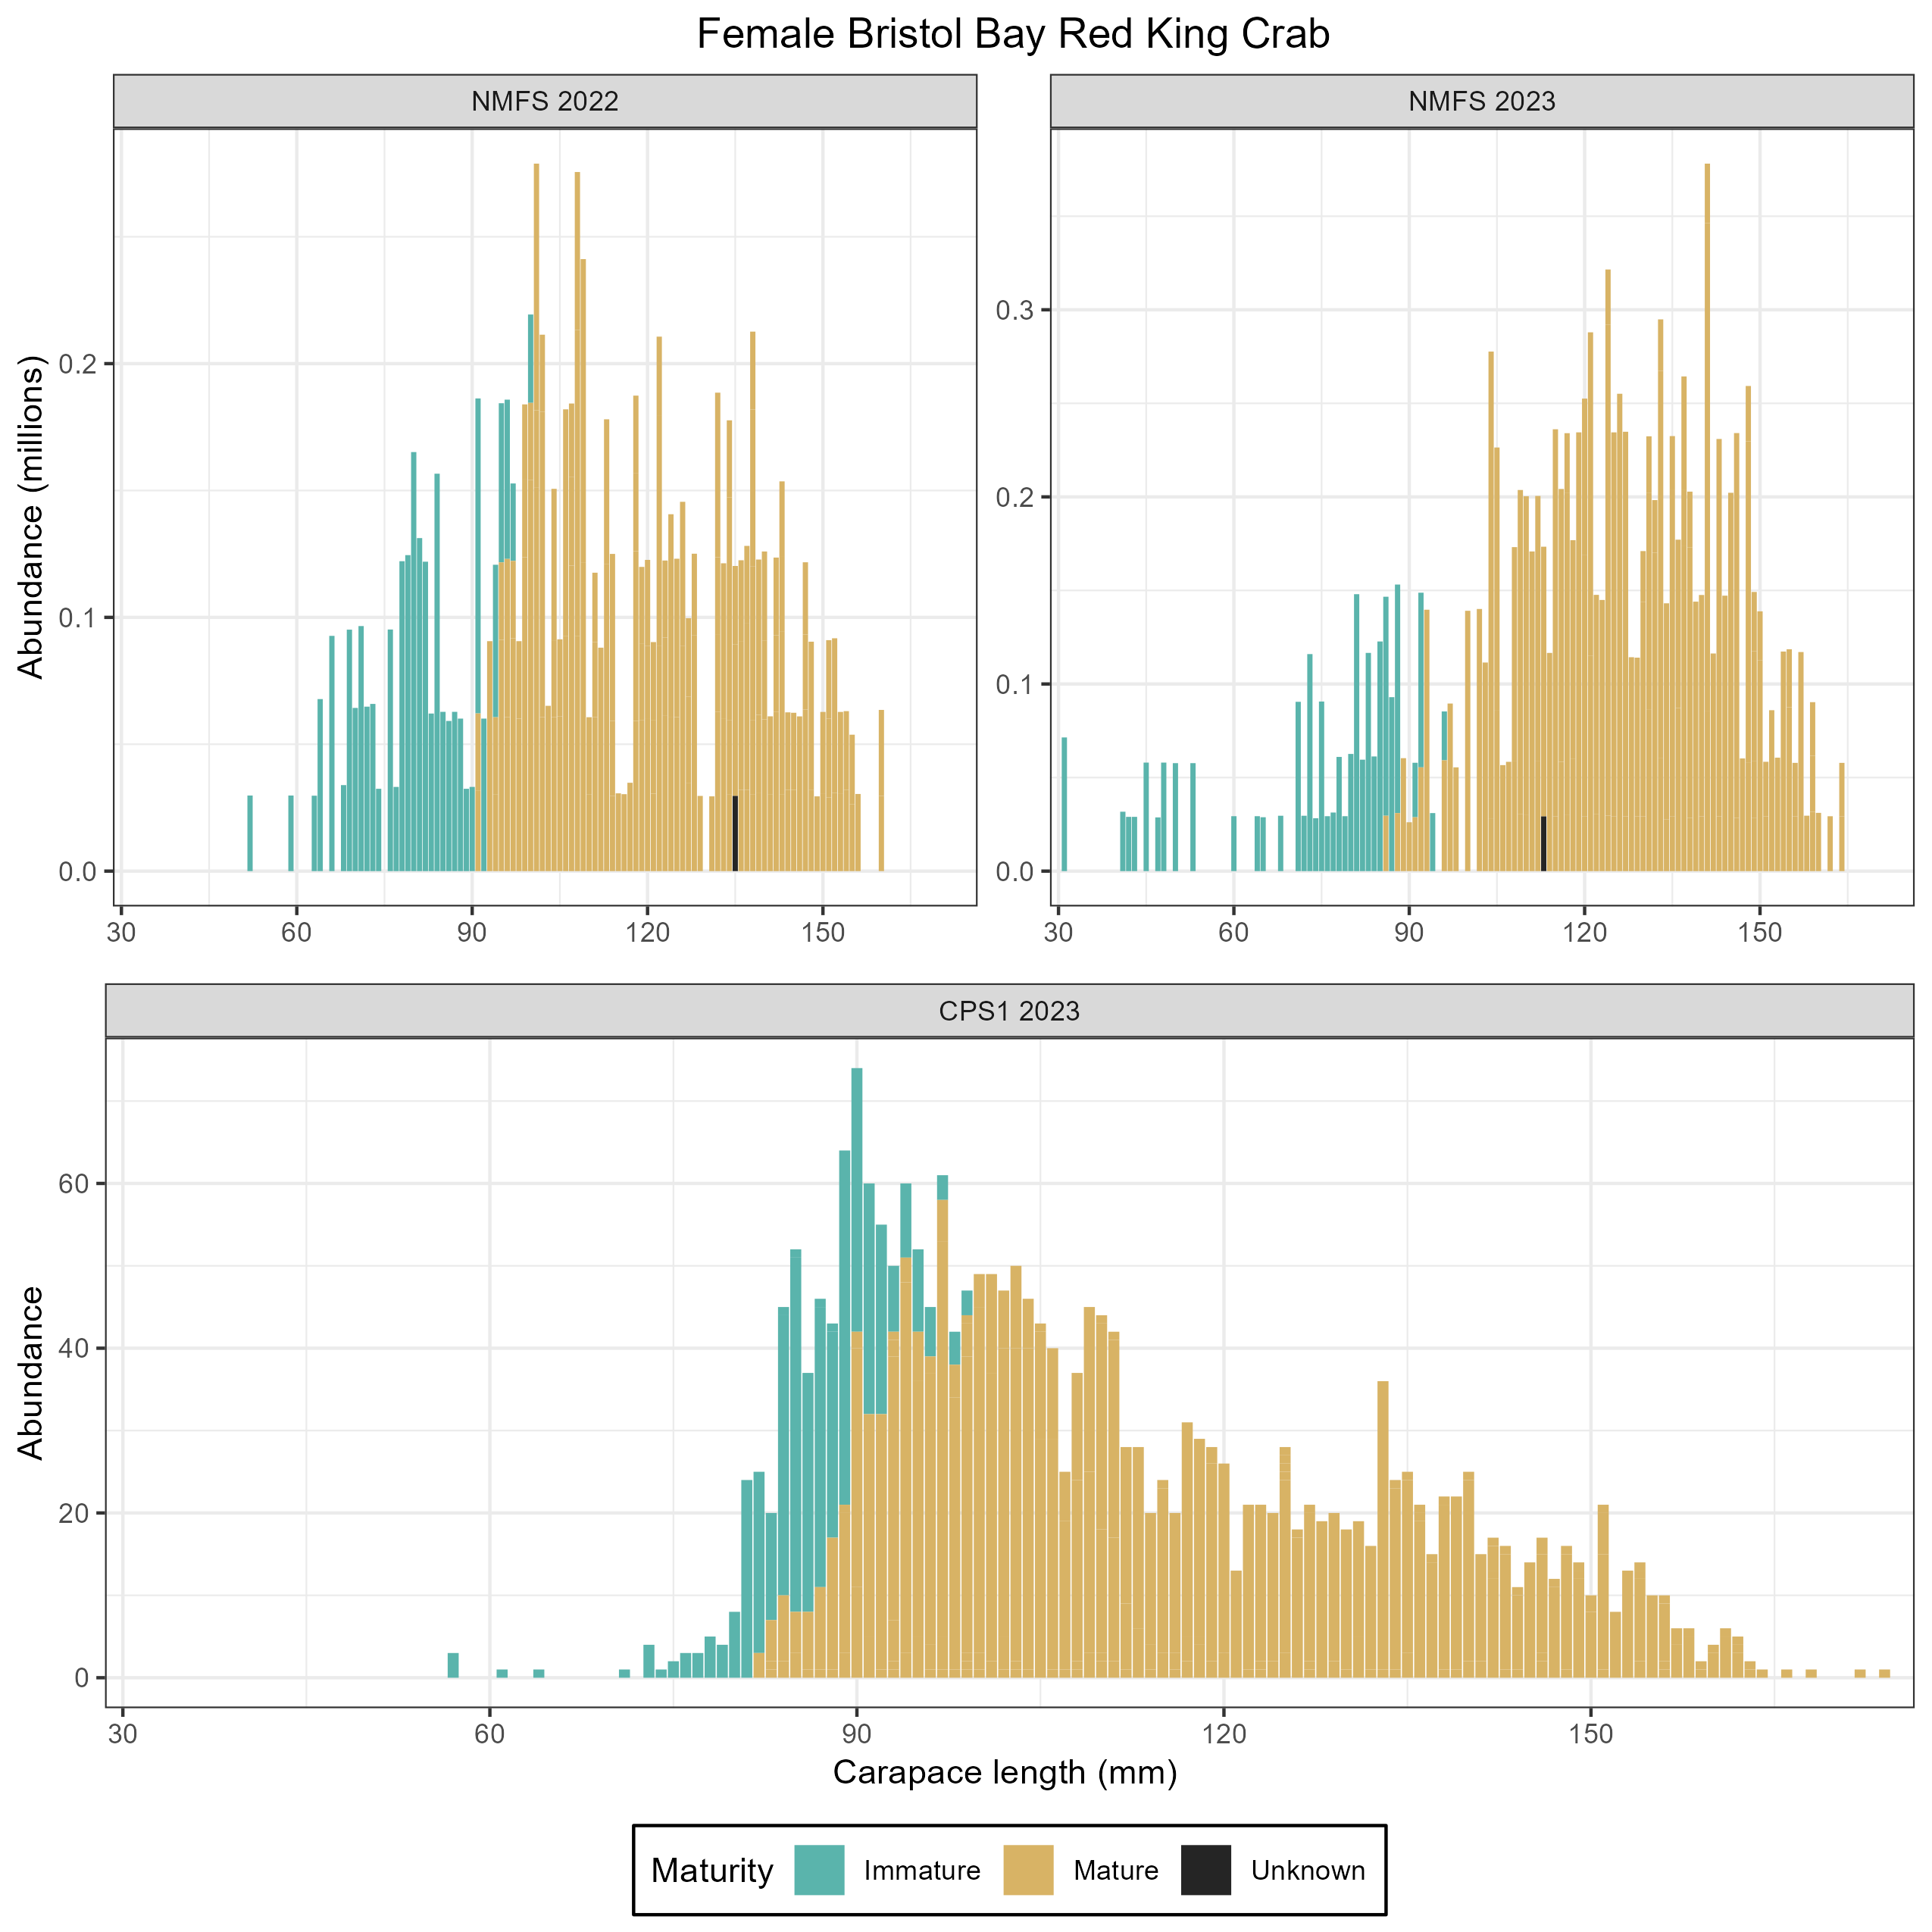 Female Bristol Bay Red King Crab
NMFS 2022
NMFS 2023
Abundance (millions)
0.2
0.1
0.0
30 60 90 120 150
0.3
0.2
0.1
0.0
30 60 90 120 150
CPS1 2023
Abundance
60
40
20
0
30 60 90 120 150
Carapace length (mm)
Maturity Immature Mature Unknown